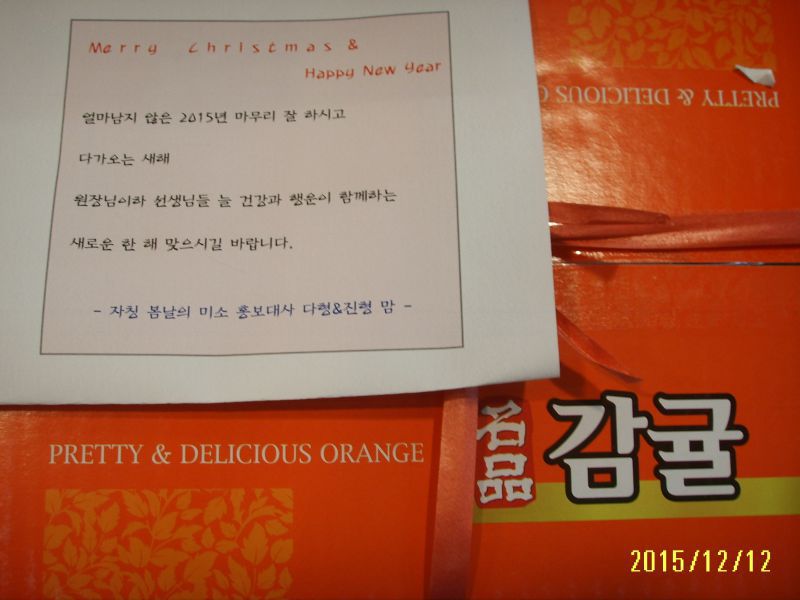 Merry Christmas &
Happy New Year
얼마남지 않은 2015년 마무리 잘 하시고
다가오는 새해
원장님이하 선생님들 늘 건강과 행운이 함께하는
새로운 한 해 맞으시길 바랍니다.
- 자칭 봄날의 미소 홍보대사 다형&진형 맘 -
PRETTY & DELICIOUS O
PRETTY & DELICIOUS ORANGE
名品 감귤
2015/12/12